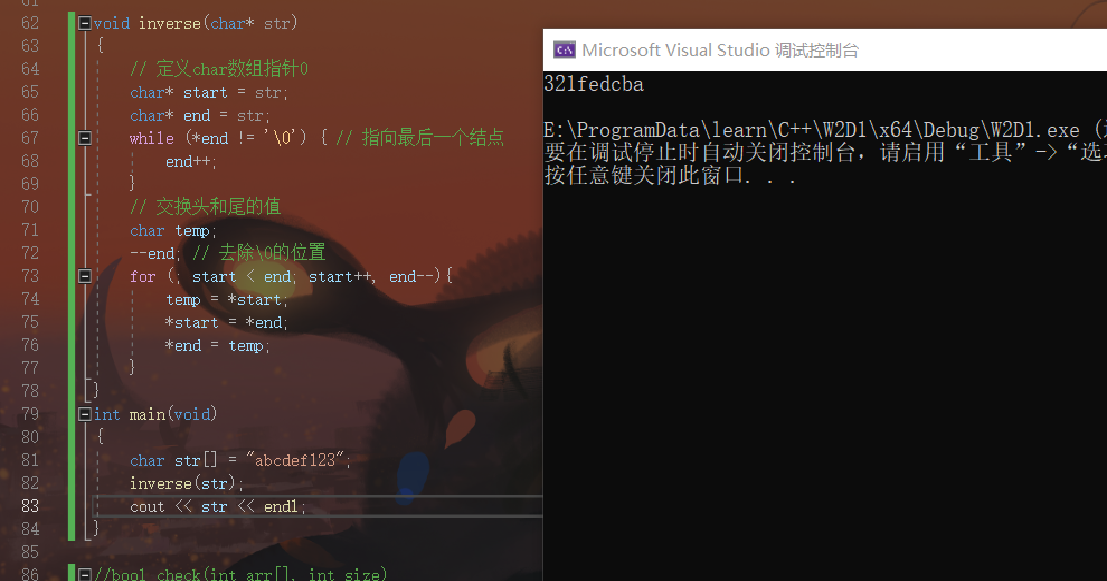 62 void inverse(char* str)
63 {
64 // 定义char数组指针0
65 char* start = str;
66 char* end = str;
67 while (*end != '\0') { // 指向最后一个结点
68 end++;
69 }
70 // 交换头和尾的值
71 char temp;
72 --end; // 去除\0的位置
73 for (; start < end; start++, end--){
74 temp = *start;
75 *start = *end;
76 *end = temp;
77 }
78 }
79 int main(void)
80 {
81 char str[] = "abcdef123";
82 inverse(str);
83 cout << str << endl;
84 }
85
86 //bool check(int arr[], int size)
Microsoft Visual Studio 调试控制台
321fedcba
E:\ProgramData\learn\C++\W2D1\x64\Debug\W2D1.exe (
要在调试停止时自动关闭控制台，请启用“工具”->“选
按任意键关闭此窗口. . .